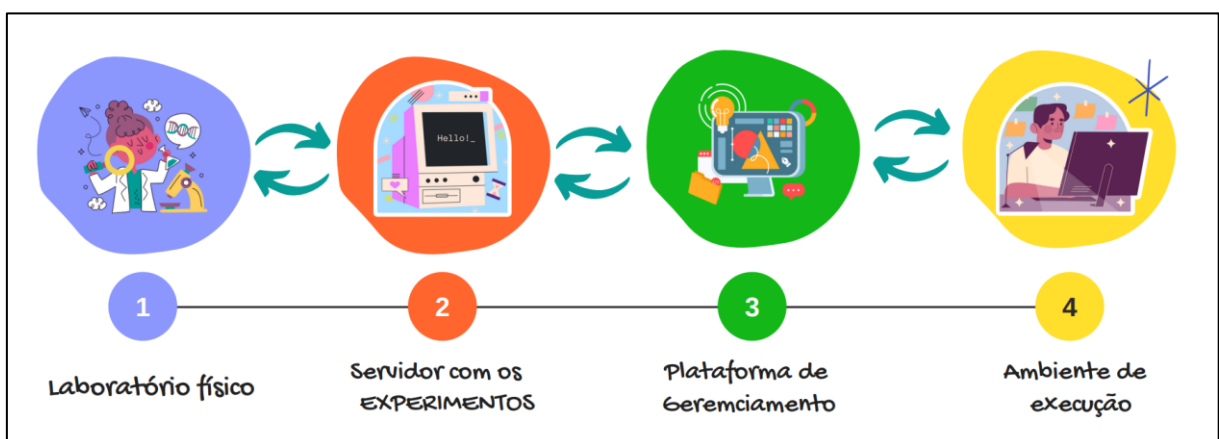 Hello!_
1
2
3
4
Laboratório físico
Servidor com os
EXPERIMENTOS
Plataforma de
Geremciamento
Ambiente de
execução